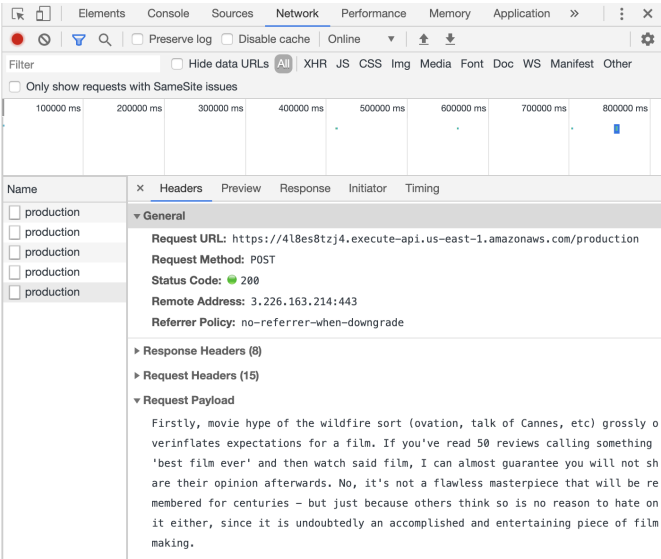 Elements Console Sources Network Performance Memory Application »
Preserve log Disable cache Online ▼
Filter Hide data URLs All XHR JS CSS Img Media Font Doc WS Manifest Other
Only show requests with SameSite issues
100000 ms 200000 ms 300000 ms 400000 ms 500000 ms 600000 ms 700000 ms 800000 ms
Name × Headers Preview Response Initiator Timing
production
production
production
production
production
▼ General
Request URL: https://4l8es8tzj4.execute-api.us-east-1.amazonaws.com/production
Request Method: POST
Status Code: 200
Remote Address: 3.226.163.214:443
Referrer Policy: no-referrer-when-downgrade
▶ Response Headers (8)
▶ Request Headers (15)
▼ Request Payload
Firstly, movie hype of the wildfire sort (ovation, talk of Cannes, etc) grossly o
verinflates expectations for a film. If you've read 50 reviews calling something
'best film ever' and then watch said film, I can almost guarantee you will not sh
are their opinion afterwards. No, it's not a flawless masterpiece that will be re
membered for centuries – but just because others think so is no reason to hate on
it either, since it is undoubtedly an accomplished and entertaining piece of film
making.